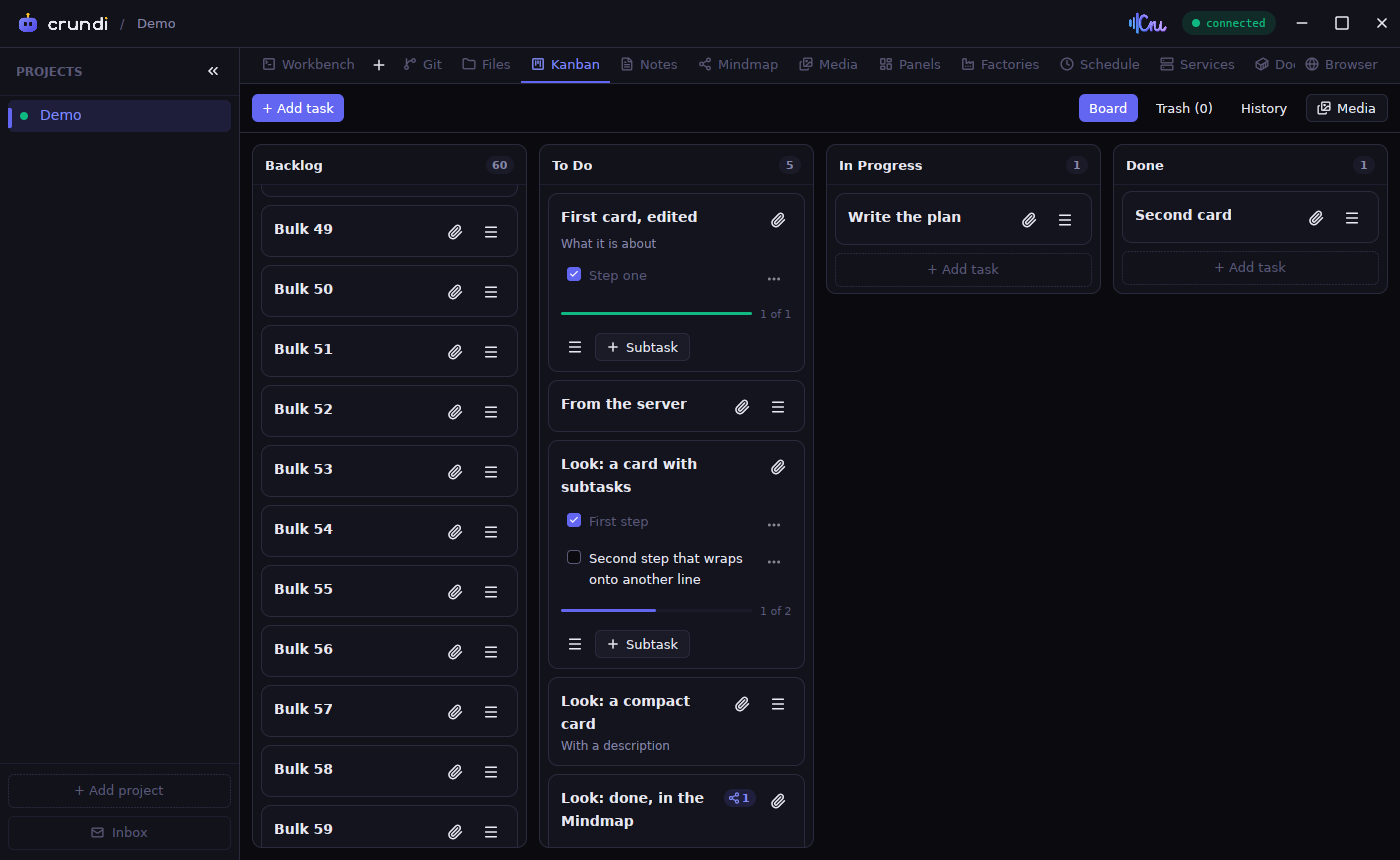 crundi / Demo
Cru
connected
PROJECTS
Demo
+ Add project
Inbox
Workbench
Git
Files
Kanban
Notes
Mindmap
Media
Panels
Factories
Schedule
Services
Browser
+ Add task
Board
Trash (0)
History
Media
Backlog 60
Bulk 49
Bulk 50
Bulk 51
Bulk 52
Bulk 53
Bulk 54
Bulk 55
Bulk 56
Bulk 57
Bulk 58
Bulk 59
To Do 5
First card, edited
What it is about
Step one
1 of 1
+ Subtask
From the server
Look: a card with
subtasks
First step
Second step that wraps
onto another line
1 of 2
+ Subtask
Look: a compact
card
With a description
Look: done, in the 1
Mindmap
In Progress 1
Write the plan
+ Add task
Done 1
Second card
+ Add task